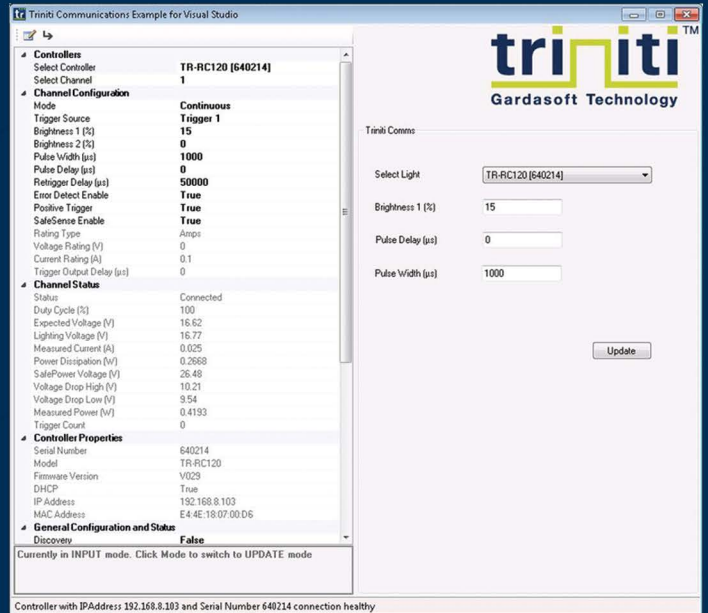 Triniti Communications Example for Visual Studio
Controllers
Select Controller TR-RC120 [640214]
Select Channel 1
Channel Configuration
Mode Continuous
Trigger Source Trigger 1
Brightness 1 (%) 15
Brightness 2 (%) 0
Pulse Width (µs) 1000
Pulse Delay (µs) 0
Retrigger Delay (µs) 50000
Error Detect Enable True
Positive Trigger True
SafeSense Enable True
Rating Type Amps
Voltage Rating (V) 0
Current Rating (A) 0.1
Trigger Output Delay (µs) 0
Channel Status
Status Connected
Duty Cycle (%) 100
Expected Voltage (V) 16.62
Lighting Voltage (V) 16.77
Measured Current (A) 0.025
Power Dissipation (W) 0.2668
SafePower Voltage (V) 26.48
Voltage Drop High (V) 10.21
Voltage Drop Low (V) 9.54
Measured Power (W) 0.4193
Trigger Count 0
Controller Properties
Serial Number 640214
Model TR-RC120
Firmware Version V029
DHCP True
IP Address 192.168.8.103
MAC Address E4:4E:18:07:00:D6
General Configuration and Status
Discovery False
Currently in INPUT mode. Click Mode to switch to UPDATE mode
triniti TM
Gardasoft Technology
Triniti Comms
Select Light TR-RC120 [640214]
Brightness 1 (%) 15
Pulse Delay (µs) 0
Pulse Width (µs) 1000
Update
Controller with IPAddress 192.168.8.103 and Serial Number 640214 connection healthy